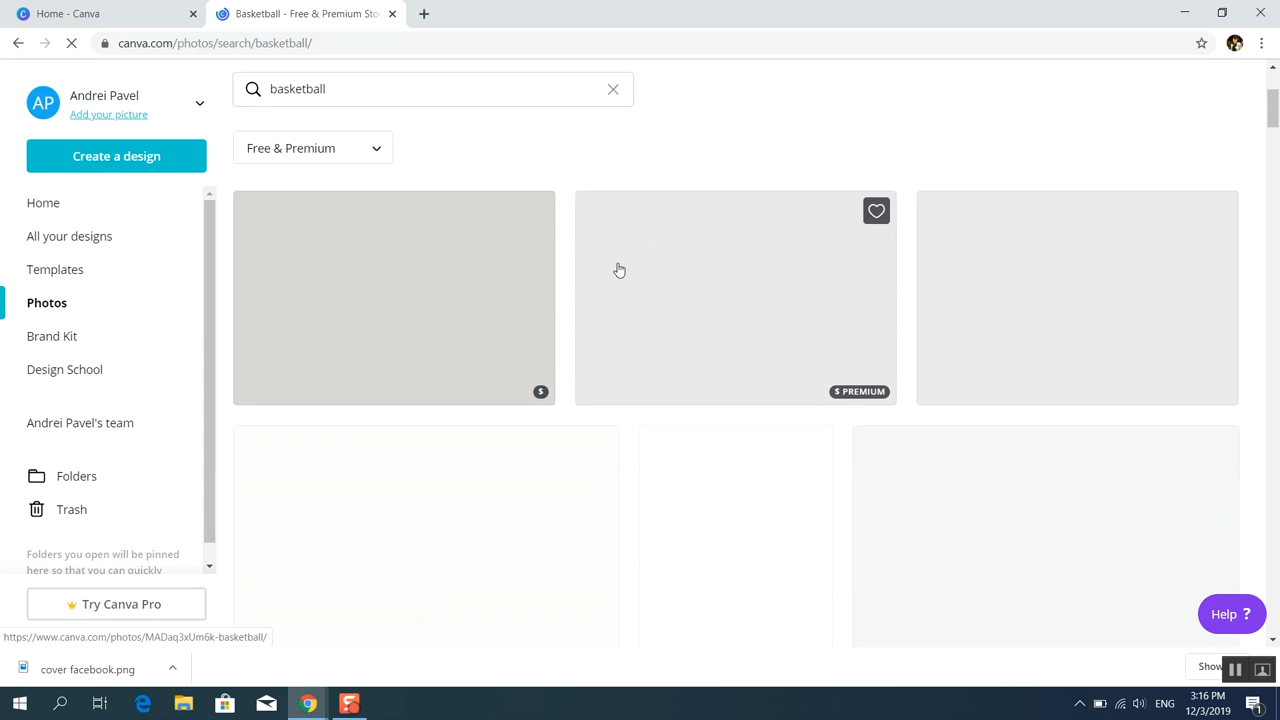 Home - Canva
Basketball - Free & Premium Sto
canva.com/photos/search/basketball/
AP
Andrei Pavel
Add your picture
basketball
Create a design
Free & Premium
Home
All your designs
Templates
Photos
Brand Kit
Design School
$
$ PREMIUM
Andrei Pavel's team
Folders
Trash
Folders you open will be pinned
here so that you can quickly
Try Canva Pro
Help ?
https://www.canva.com/photos/MADaq3xUm6k-basketball/
cover facebook.png
Show
ENG
3:16 PM
12/3/2019
1